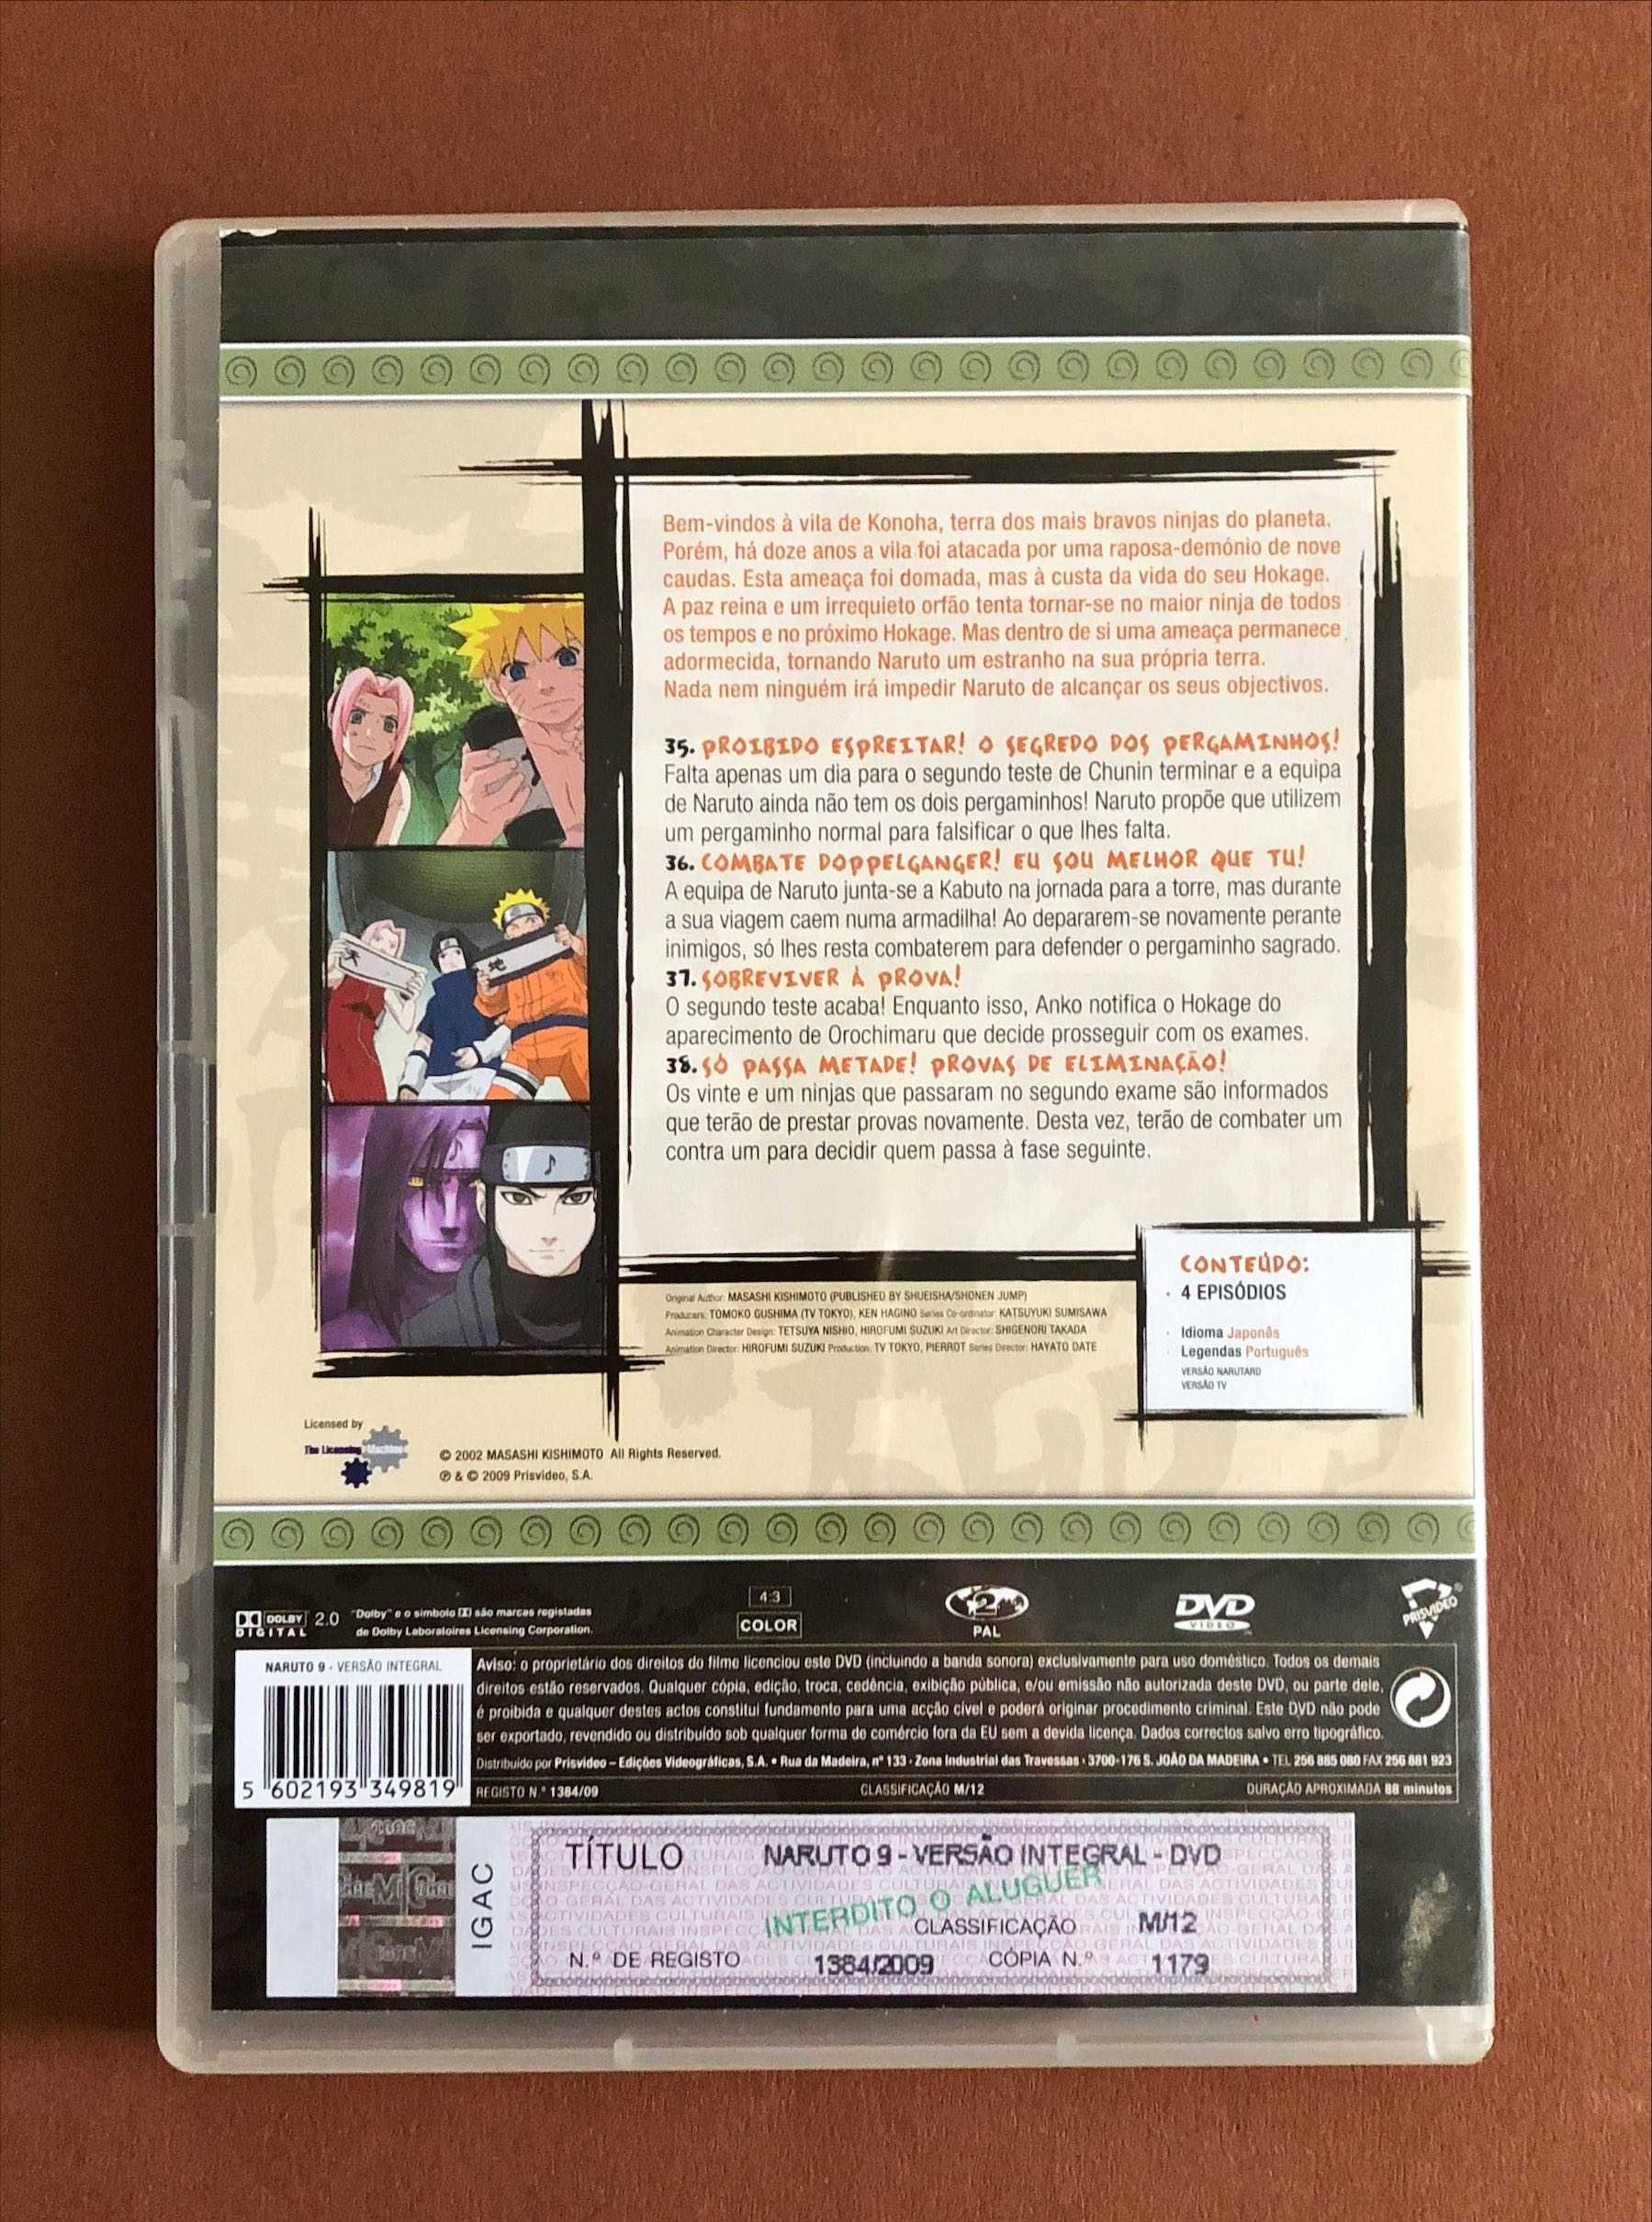 Bem-vindos à vila de Konoha, terra dos mais bravos ninjas do planeta.
Porém, há doze anos a vila foi atacada por uma raposa-demónio de nove
caudas. Esta ameaça foi domada, mas à custa da vida do seu Hokage.
A paz reina e um irrequieto orfão tenta tornar-se no maior ninja de todos
os tempos e no próximo Hokage. Mas dentro de si uma ameaça permanece
adormecida, tornando Naruto um estranho na sua própria terra.
Nada nem ninguém irá impedir Naruto de alcançar os seus objectivos.
35. PROIBIDO ESPREITAR! O SEGREDO DOS PERGAMINHOS!
Falta apenas um dia para o segundo teste de Chunin terminar e a equipa
de Naruto ainda não tem os dois pergaminhos! Naruto propõe que utilizem
um pergaminho normal para falsificar o que lhes falta.
36. COMBATE DOPPELGANGER! EU SOU MELHOR QUE TU!
A equipa de Naruto junta-se a Kabuto na jornada para a torre, mas durante
a sua viagem caem numa armadilha! Ao depararem-se novamente perante
inimigos, só lhes resta combaterem para defender o pergaminho sagrado.
37. SOBREVIVER À PROVA!
O segundo teste acaba! Enquanto isso, Anko notifica o Hokage do
aparecimento de Orochimaru que decide prosseguir com os exames.
38. SÓ PASSA METADE! PROVAS DE ELIMINAÇÃO!
Os vinte e um ninjas que passaram no segundo exame são informados
que terão de prestar provas novamente. Desta vez, terão de combater um
contra um para decidir quem passa à fase seguinte.
天
地
CONTEÚDO:
· 4 EPISÓDIOS
· Idioma Japonês
· Legendas Português
VERSÃO NARUTARD
VERSÃO TV
Original Author: MASASHI KISHIMOTO (PUBLISHED BY SHUEISHA/SHONEN JUMP)
Producers: TOMOKO GUSHIMA (TV TOKYO), KEN HAGINO Series Co-ordinator: KATSUYUKI SUMISAWA
Animation Character Design: TETSUYA NISHIO, HIROFUMI SUZUKI Art Director: SHIGENORI TAKADA
Animation Director: HIROFUMI SUZUKI Production: TV TOKYO, PIERROT Series Director: HAYATO DATE
Licensed by
The Licensing Machine
© 2002 MASASHI KISHIMOTO All Rights Reserved.
℗ & © 2009 Prisvideo, S.A.
DOLBY DIGITAL 2.0
"Dolby" e o símbolo são marcas registadas
de Dolby Laboratoires Licensing Corporation.
4:3
COLOR
2
PAL
DVD
VIDEO
PRISVIDEO®
NARUTO 9 - VERSÃO INTEGRAL
5 602193 349819
Aviso: o proprietário dos direitos do filme licenciou este DVD (incluindo a banda sonora) exclusivamente para uso doméstico. Todos os demais
direitos estão reservados. Qualquer cópia, edição, troca, cedência, exibição pública, e/ou emissão não autorizada deste DVD, ou parte dele,
é proibida e qualquer destes actos constitui fundamento para uma acção cível e poderá originar procedimento criminal. Este DVD não pode
ser exportado, revendido ou distribuído sob qualquer forma de comércio fora da EU sem a devida licença. Dados correctos salvo erro tipográfico.
Distribuído por Prisvideo – Edições Videográficas, S.A. • Rua da Madeira, nº 133 - Zona Industrial das Travessas - 3700-176 S. JOÃO DA MADEIRA • TEL 256 885 080 FAX 256 881 923
REGISTO N.º 1384/09
CLASSIFICAÇÃO M/12
DURAÇÃO APROXIMADA 88 minutos
IGAC
TÍTULO NARUTO 9 - VERSÃO INTEGRAL - DVD
INTERDITO O ALUGUER
CLASSIFICAÇÃO M/12
N.º DE REGISTO 1384/2009 CÓPIA N.º 1179